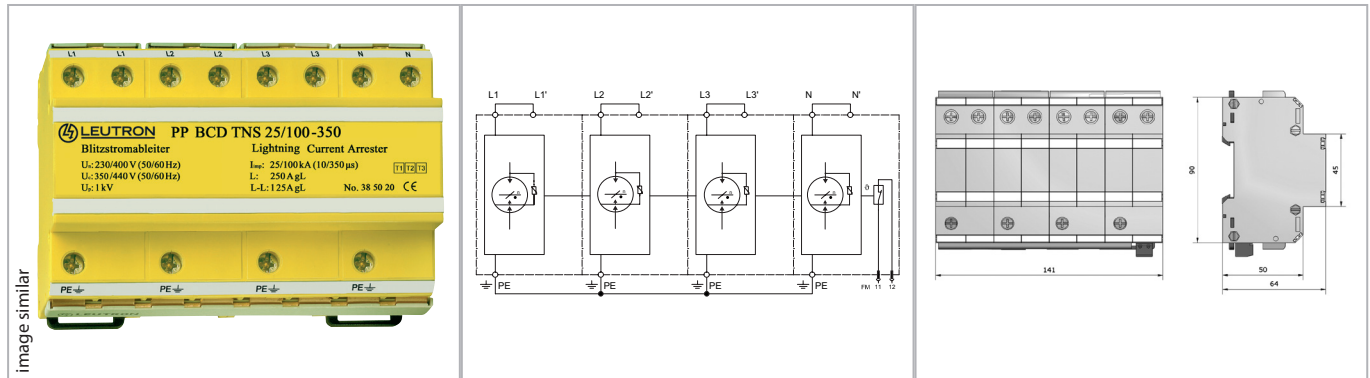 L1 L1 L2 L2 L3 L3 N N
LEUTRON PP BCD TNS 25/100-350
Blitzstromableiter Lightning Current Arrester
Uₙ: 230/400 V (50/60 Hz) Iᵢₘₚ: 25/100 kA (10/350 µs)
U꜀: 350/440 V (50/60 Hz) L: 250 A gL T1 T2 T3
Uₚ: 1 kV L-L: 125A gL No. 38 50 20 CE
PE PE PE PE
LEUTRON
image similar
L1 L1' L2 L2' L3 L3' N N'
ϑ
PE PE PE PE FM 11 12
90
45
141
50
64